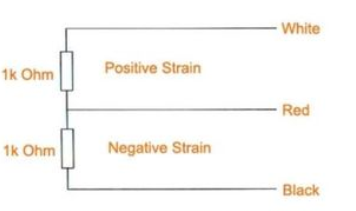 White
1k Ohm
Positive Strain
Red
1k Ohm
Negative Strain
Black